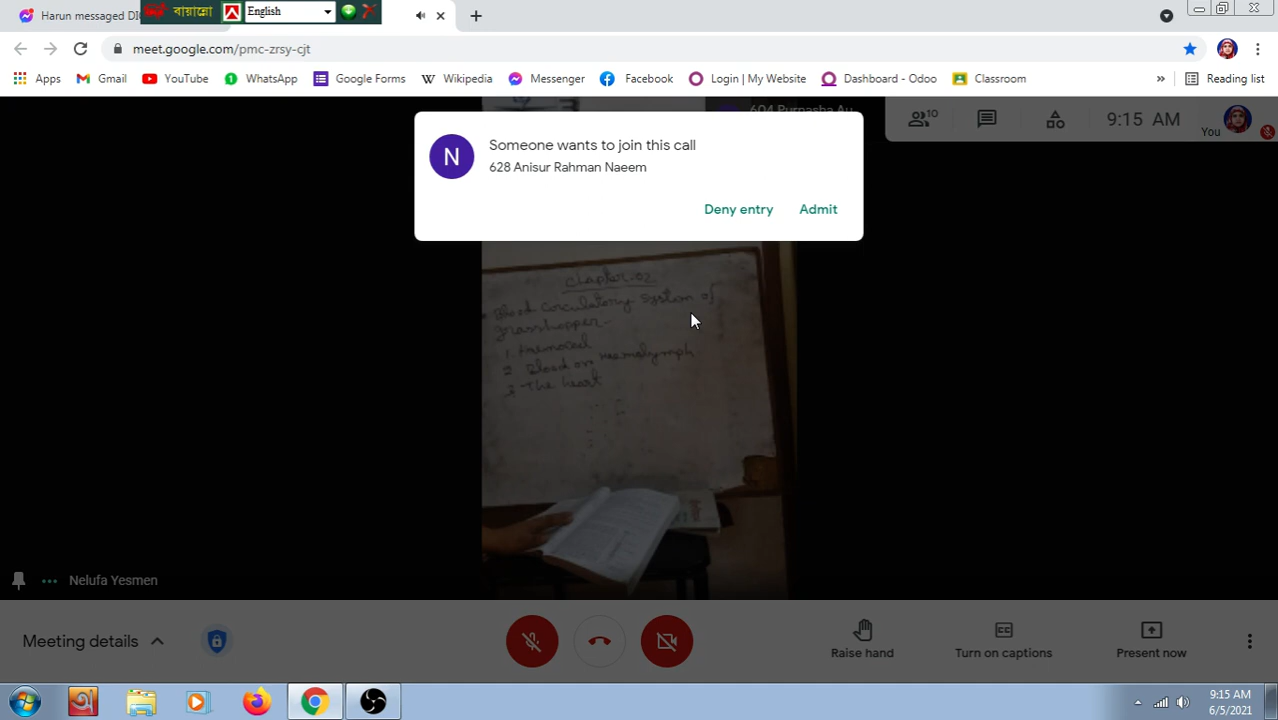 Harun messaged
বায়ান্নো
English
meet.google.com/pmc-zrsy-cjt
Apps
Gmail
YouTube
WhatsApp
Google Forms
Wikipedia
Messenger
Facebook
Login | My Website
Dashboard - Odoo
Classroom
»
Reading list
604 Purnasha Au
10
9:15 AM
You
N
Someone wants to join this call
628 Anisur Rahman Naeem
Deny entry
Admit
Chapter-02
Blood Circulatory System of
grasshopper-
1. Haemocoel
2. Blood or Haemolymph
3. The heart
Nelufa Yesmen
Meeting details
Raise hand
Turn on captions
Present now
অ
9:15 AM
6/5/2021